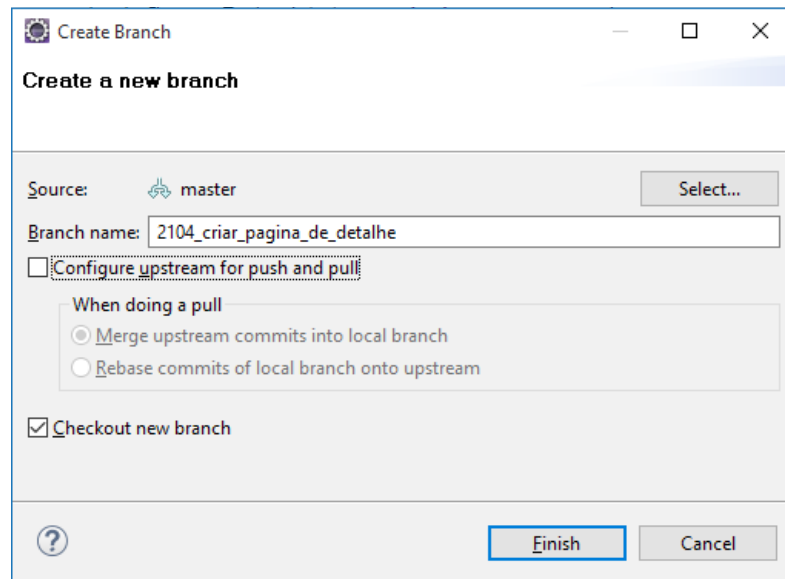 Create Branch
Create a new branch
Source: master Select...
Branch name: 2104_criar_pagina_de_detalhe
Configure upstream for push and pull
When doing a pull
Merge upstream commits into local branch
Rebase commits of local branch onto upstream
Checkout new branch
? Finish Cancel